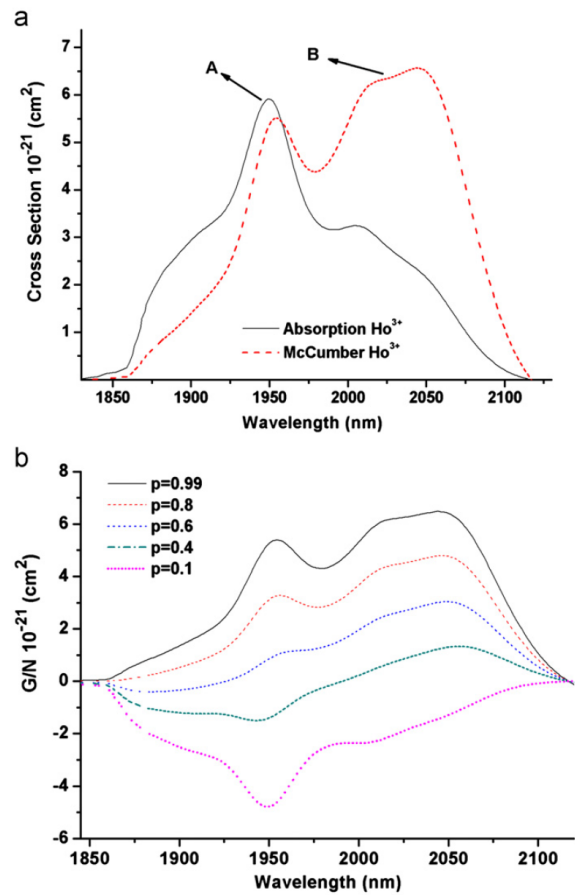 a
A
B
Cross Section 10⁻²¹ (cm²)
7
6
5
4
3
2
1
Absorption Ho³⁺
McCumber Ho³⁺
1850 1900 1950 2000 2050 2100
Wavelength (nm)
b
G/N 10⁻²¹ (cm²)
8
6
4
2
0
-2
-4
-6
p=0.99
p=0.8
p=0.6
p=0.4
p=0.1
1850 1900 1950 2000 2050 2100
Wavelength (nm)